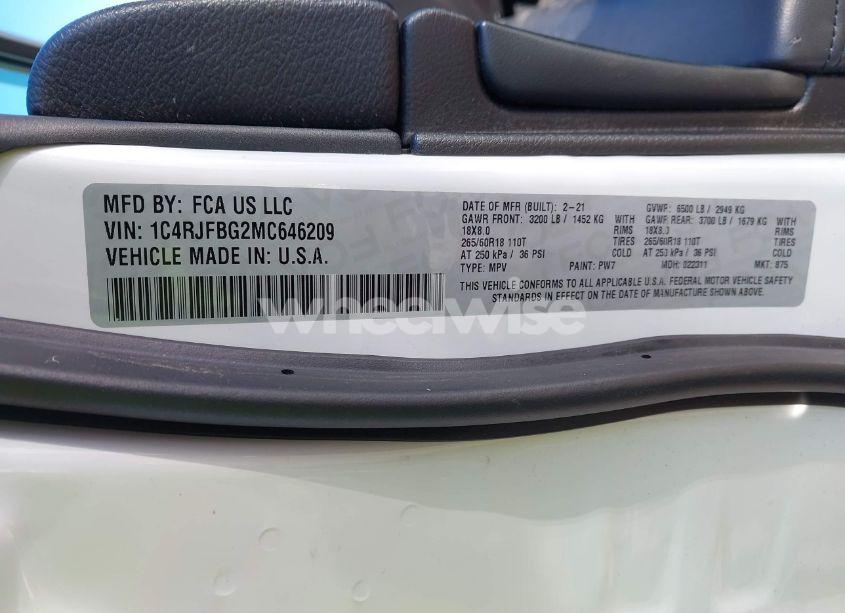 MFD BY: FCA US LLC
VIN: 1C4RJFBG2MC646209
VEHICLE MADE IN: U.S.A.
DATE OF MFR (BUILT): 2-21 GVWR: 6500 LB / 2949 KG
GAWR FRONT: 3200 LB / 1452 KG GAWR REAR: 3700 LB / 1679 KG
18X8.0 RIMS 18X8.0 RIMS
265/60R18 110T TIRES 265/60R18 110T TIRES
AT 250 kPa / 36 PSI COLD AT 250 kPa / 36 PSI COLD
TYPE: MPV PAINT: PW7 MDH: 022311 MKT: 875
THIS VEHICLE CONFORMS TO ALL APPLICABLE U.S.A. FEDERAL MOTOR VEHICLE SAFETY
STANDARDS IN EFFECT ON THE DATE OF MANUFACTURE SHOWN ABOVE.
wheelwise